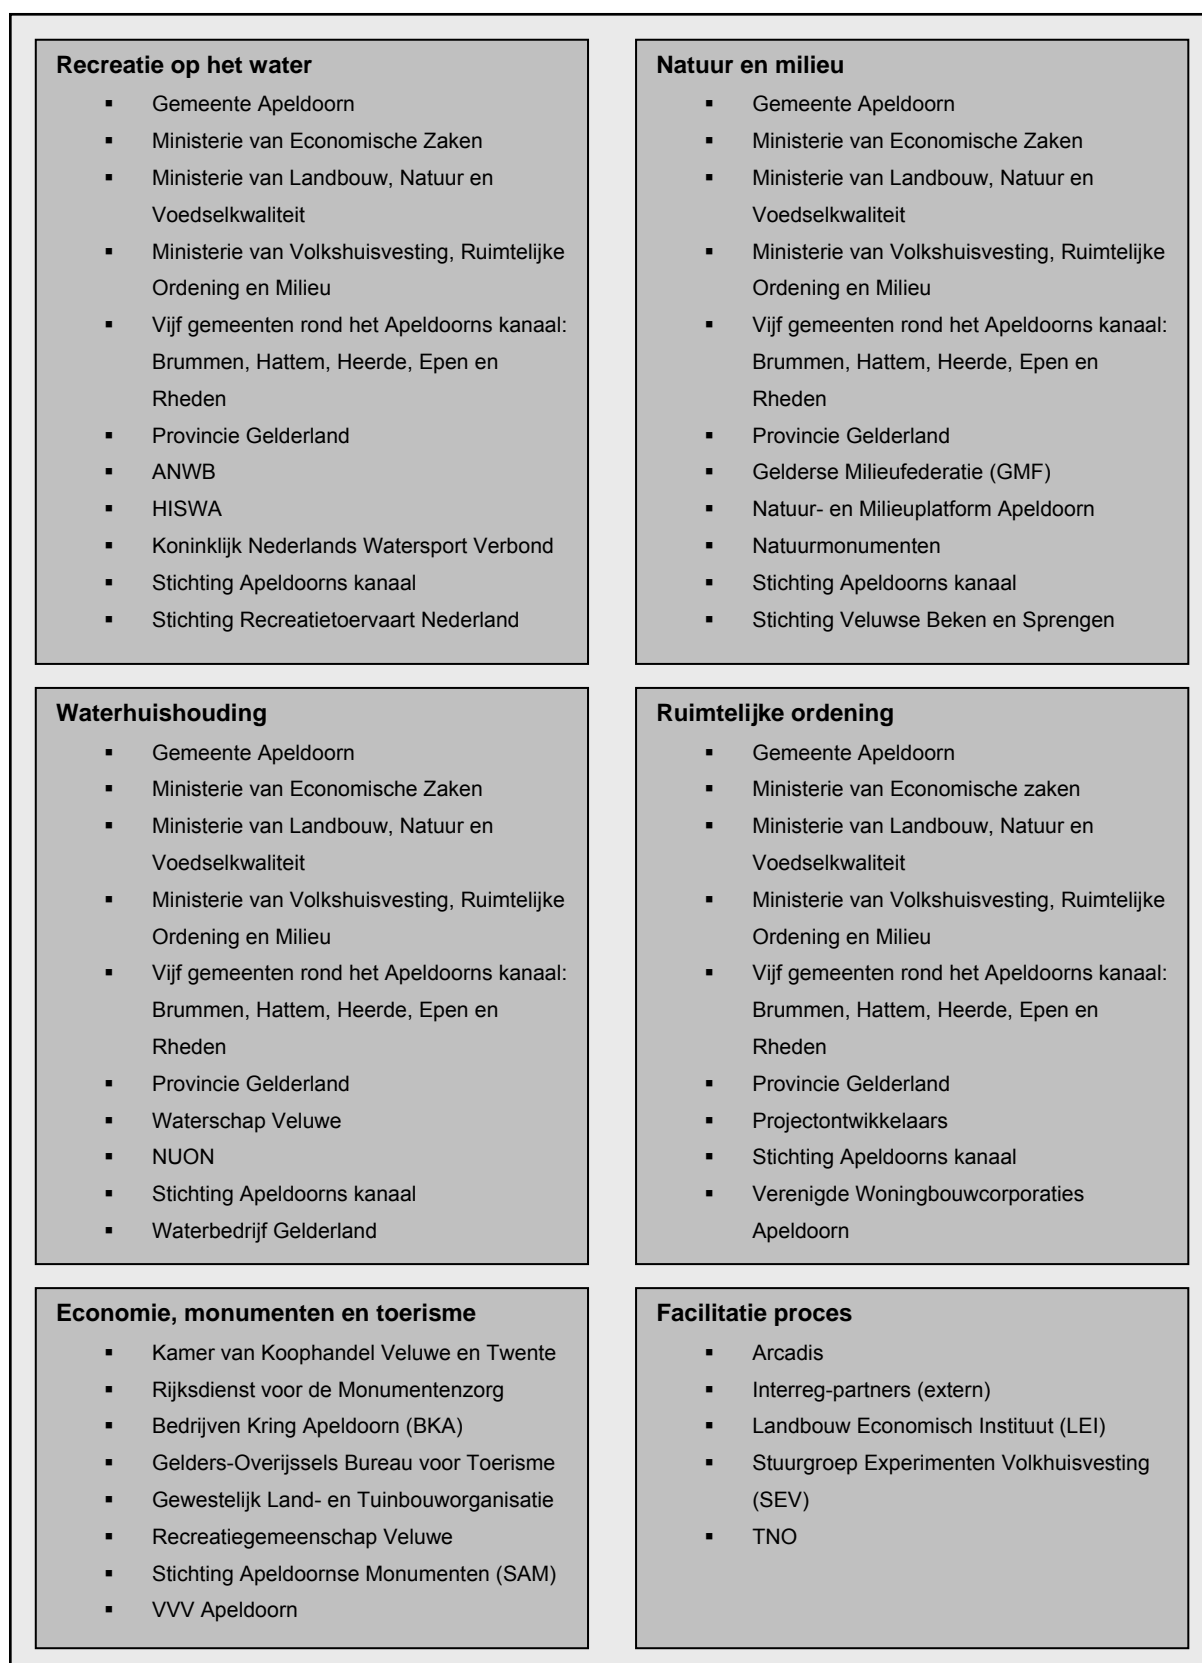 Recreatie op het water
▪ Gemeente Apeldoorn
▪ Ministerie van Economische Zaken
▪ Ministerie van Landbouw, Natuur en
Voedselkwaliteit
▪ Ministerie van Volkshuisvesting, Ruimtelijke
Ordening en Milieu
▪ Vijf gemeenten rond het Apeldoorns kanaal:
Brummen, Hattem, Heerde, Epen en
Rheden
▪ Provincie Gelderland
▪ ANWB
▪ HISWA
▪ Koninklijk Nederlands Watersport Verbond
▪ Stichting Apeldoorns kanaal
▪ Stichting Recreatietoervaart Nederland
Natuur en milieu
▪ Gemeente Apeldoorn
▪ Ministerie van Economische Zaken
▪ Ministerie van Landbouw, Natuur en
Voedselkwaliteit
▪ Ministerie van Volkshuisvesting, Ruimtelijke
Ordening en Milieu
▪ Vijf gemeenten rond het Apeldoorns kanaal:
Brummen, Hattem, Heerde, Epen en
Rheden
▪ Provincie Gelderland
▪ Gelderse Milieufederatie (GMF)
▪ Natuur- en Milieuplatform Apeldoorn
▪ Natuurmonumenten
▪ Stichting Apeldoorns kanaal
▪ Stichting Veluwse Beken en Sprengen
Waterhuishouding
▪ Gemeente Apeldoorn
▪ Ministerie van Economische Zaken
▪ Ministerie van Landbouw, Natuur en
Voedselkwaliteit
▪ Ministerie van Volkshuisvesting, Ruimtelijke
Ordening en Milieu
▪ Vijf gemeenten rond het Apeldoorns kanaal:
Brummen, Hattem, Heerde, Epen en
Rheden
▪ Provincie Gelderland
▪ Waterschap Veluwe
▪ NUON
▪ Stichting Apeldoorns kanaal
▪ Waterbedrijf Gelderland
Ruimtelijke ordening
▪ Gemeente Apeldoorn
▪ Ministerie van Economische zaken
▪ Ministerie van Landbouw, Natuur en
Voedselkwaliteit
▪ Ministerie van Volkshuisvesting, Ruimtelijke
Ordening en Milieu
▪ Vijf gemeenten rond het Apeldoorns kanaal:
Brummen, Hattem, Heerde, Epen en
Rheden
▪ Provincie Gelderland
▪ Projectontwikkelaars
▪ Stichting Apeldoorns kanaal
▪ Verenigde Woningbouwcorporaties
Apeldoorn
Economie, monumenten en toerisme
▪ Kamer van Koophandel Veluwe en Twente
▪ Rijksdienst voor de Monumentenzorg
▪ Bedrijven Kring Apeldoorn (BKA)
▪ Gelders-Overijssels Bureau voor Toerisme
▪ Gewestelijk Land- en Tuinbouworganisatie
▪ Recreatiegemeenschap Veluwe
▪ Stichting Apeldoornse Monumenten (SAM)
▪ VVV Apeldoorn
Facilitatie proces
▪ Arcadis
▪ Interreg-partners (extern)
▪ Landbouw Economisch Instituut (LEI)
▪ Stuurgroep Experimenten Volkhuisvesting
(SEV)
▪ TNO